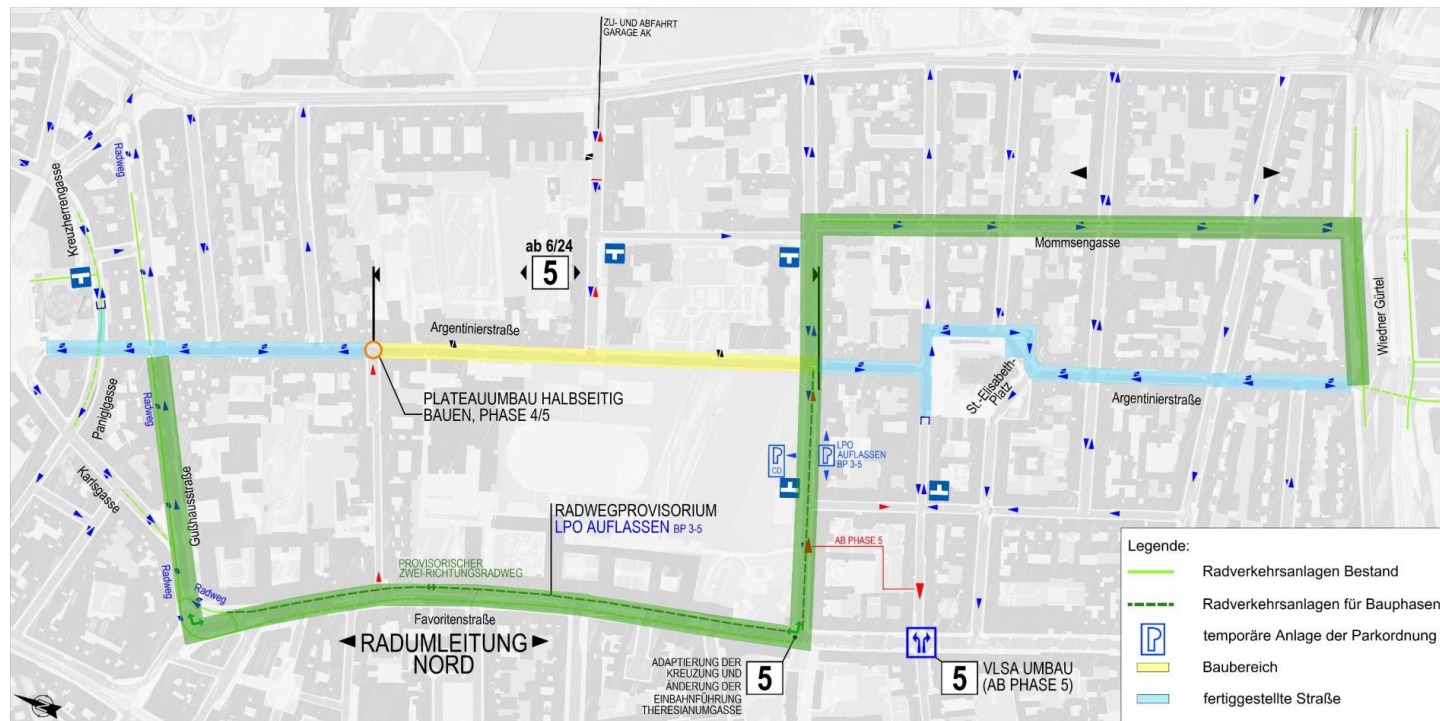 ZU- UND ABFAHRT
GARAGE AK
Radweg
Kreuzherrengasse
ab 6/24
5
Mommsengasse
Wiedner Gürtel
Argentinierstraße
St.-Elisabeth-
Platz
Argentinierstraße
PLATEAUUMBAU HALBSEITIG
BAUEN, PHASE 4/5
Radweg
Paniglgasse
Karlsgasse
Gußhausstraße
P
CD
P
LPO
AUFLASSEN
BP 3-5
RADWEGPROVISORIUM
LPO AUFLASSEN BP 3-5
AB PHASE 5
PROVISORISCHER
ZWEI-RICHTUNGSRADWEG
Radweg
Radweg
Favoritenstraße
RADUMLEITUNG
NORD
ADAPTIERUNG DER
KREUZUNG UND
ÄNDERUNG DER
EINBAHNFÜHRUNG
THERESIANUMGASSE
5
5
VLSA UMBAU
(AB PHASE 5)
Legende:
Radverkehrsanlagen Bestand
Radverkehrsanlagen für Bauphasen
P
temporäre Anlage der Parkordnung
Baubereich
fertiggestellte Straße